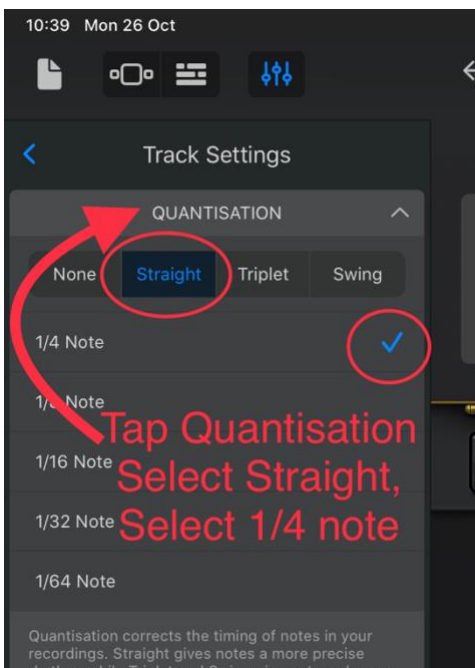 10:39 Mon 26 Oct
Track Settings
QUANTISATION
None Straight Triplet Swing
1/4 Note
1/8 Note
Tap Quantisation
1/16 Note
Select Straight,
1/32 Note
Select 1/4 note
1/64 Note
Quantisation corrects the timing of notes in your
recordings. Straight gives notes a more precise